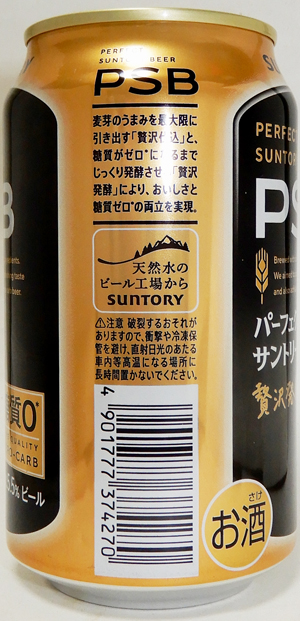 PERFECT
SUNTORY BEER
PSB
麦芽のうまみを最大限に
引き出す「贅沢仕込」と、
糖質がゼロ*になるまで
じっくり発酵させる「贅沢
発酵」により、おいしさと
糖質ゼロ*の両立を実現。
天然水の
ビール工場から
SUNTORY
⚠注意 破裂するおそれが
ありますので、衝撃や冷凍保
管を避け、直射日光のあたる
車内等高温になる場所に
長時間置かないでください。
4 901777 374270
さけ
お酒
PERFEC
SUNTOR
PS
Brewed w
パーフェ
サントリー
贅沢
B
質0*
CARB
5.5% ビール